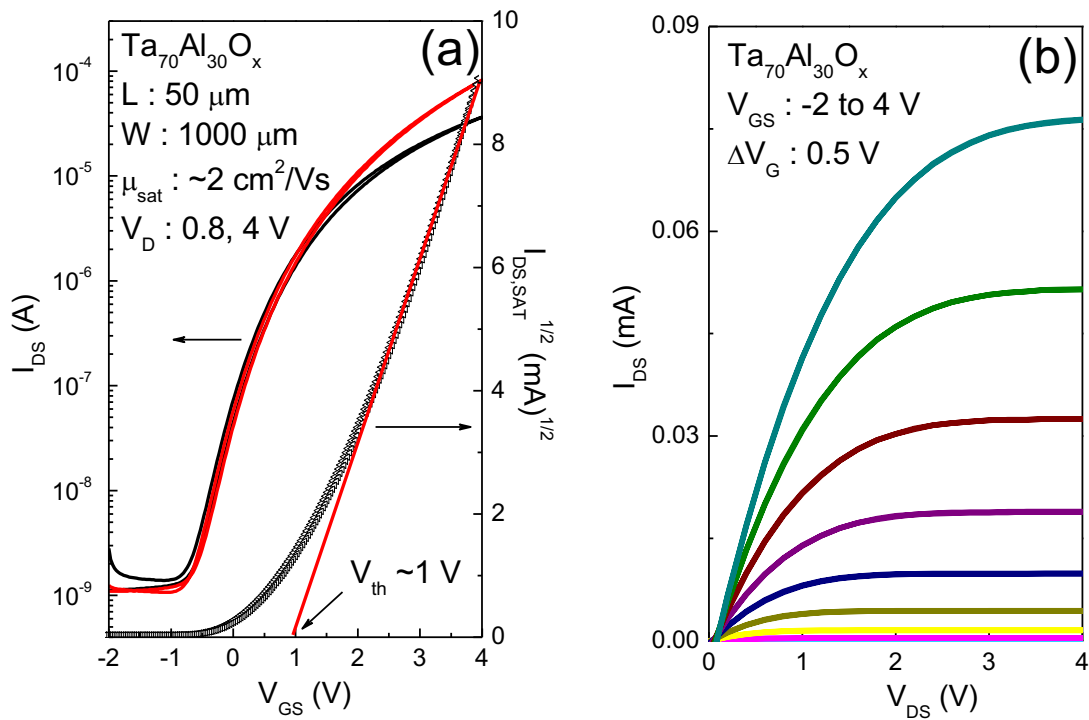 (a)
Ta70Al30Ox
L : 50 μm
W : 1000 μm
μsat : ~2 cm2/Vs
VD : 0.8, 4 V
Vth ~1 V
10-4
10-5
10-6
10-7
10-8
10-9
IDS (A)
-2 -1 0 1 2 3 4
VGS (V)
10
8
6
4
2
0
IDS,SAT1/2 (mA)1/2
(b)
Ta70Al30Ox
VGS : -2 to 4 V
ΔVG : 0.5 V
0.09
0.06
0.03
0.00
IDS (mA)
0 1 2 3 4
VDS (V)